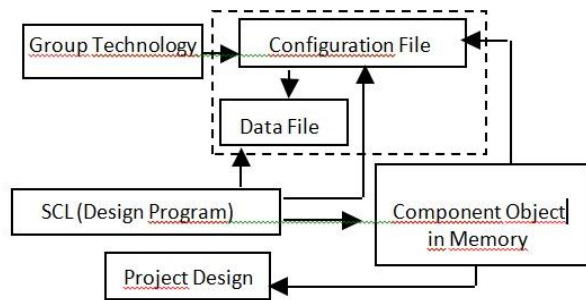 Group Technology
Configuration File
Data File
SCL (Design Program)
Component Object
in Memory
Project Design